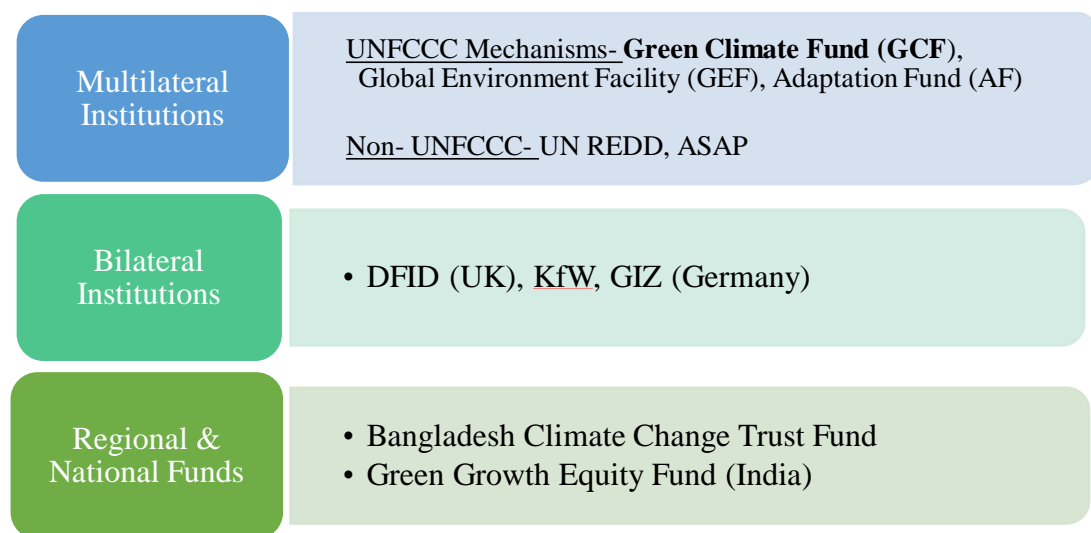 Multilateral
Institutions
UNFCCC Mechanisms- Green Climate Fund (GCF),
Global Environment Facility (GEF), Adaptation Fund (AF)
Non- UNFCCC- UN REDD, ASAP
Bilateral
Institutions
• DFID (UK), KfW, GIZ (Germany)
Regional &
National Funds
• Bangladesh Climate Change Trust Fund
• Green Growth Equity Fund (India)